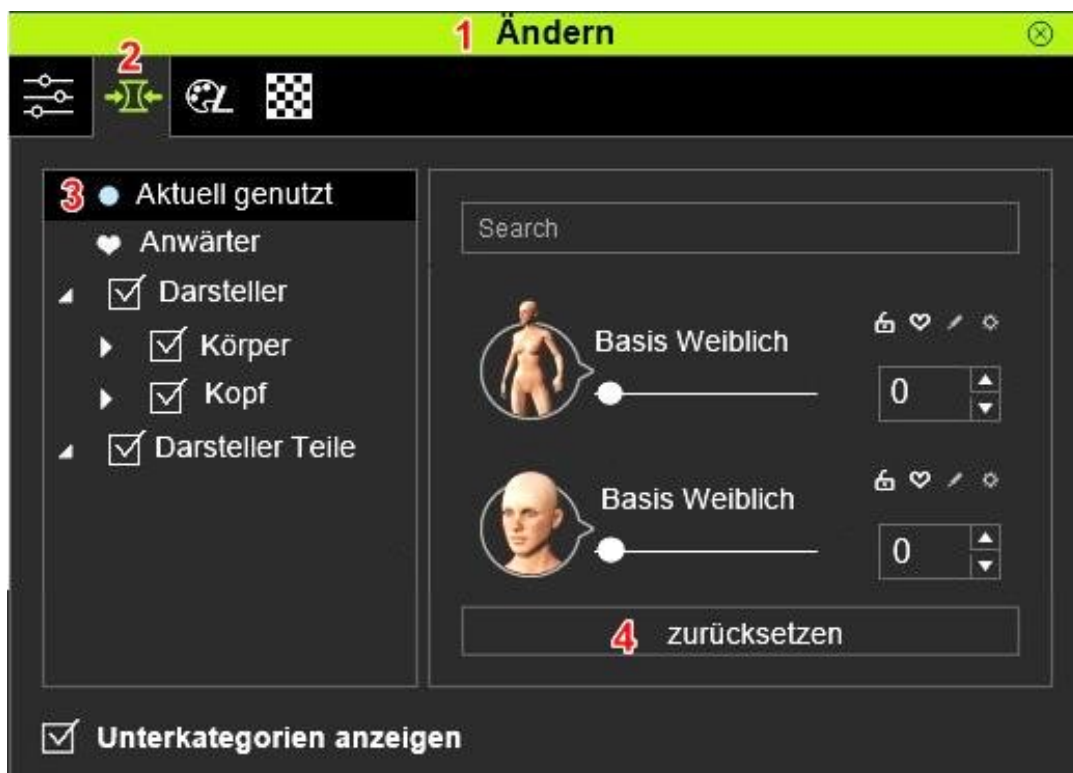 1 Ändern
2
3 Aktuell genutzt
Anwärter
Darsteller
Körper
Kopf
Darsteller Teile
Search
Basis Weiblich
0
Basis Weiblich
0
4 zurücksetzen
Unterkategorien anzeigen